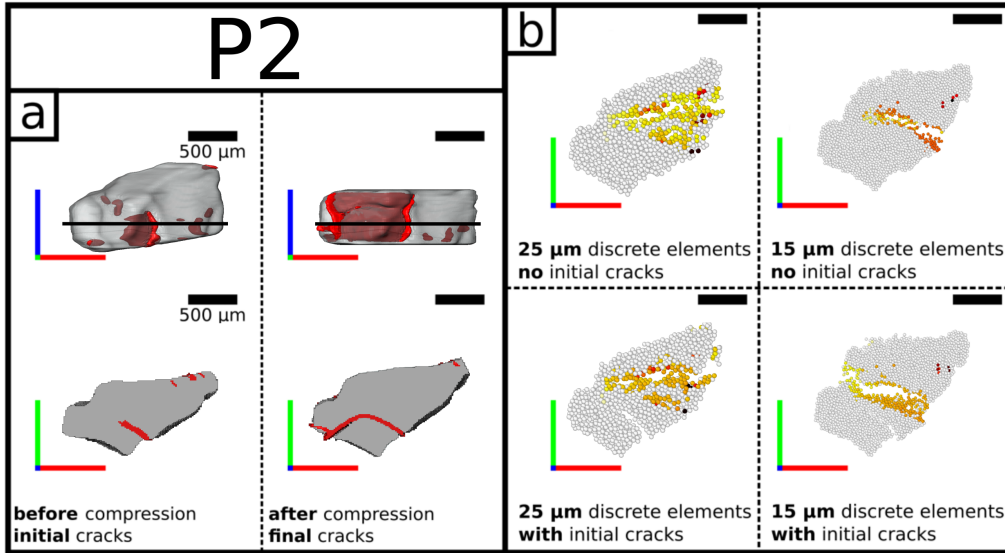 P2
a
500 µm
500 µm
before compression
initial cracks
after compression
final cracks
b
25 µm discrete elements
no initial cracks
15 µm discrete elements
no initial cracks
25 µm discrete elements
with initial cracks
15 µm discrete elements
with initial cracks